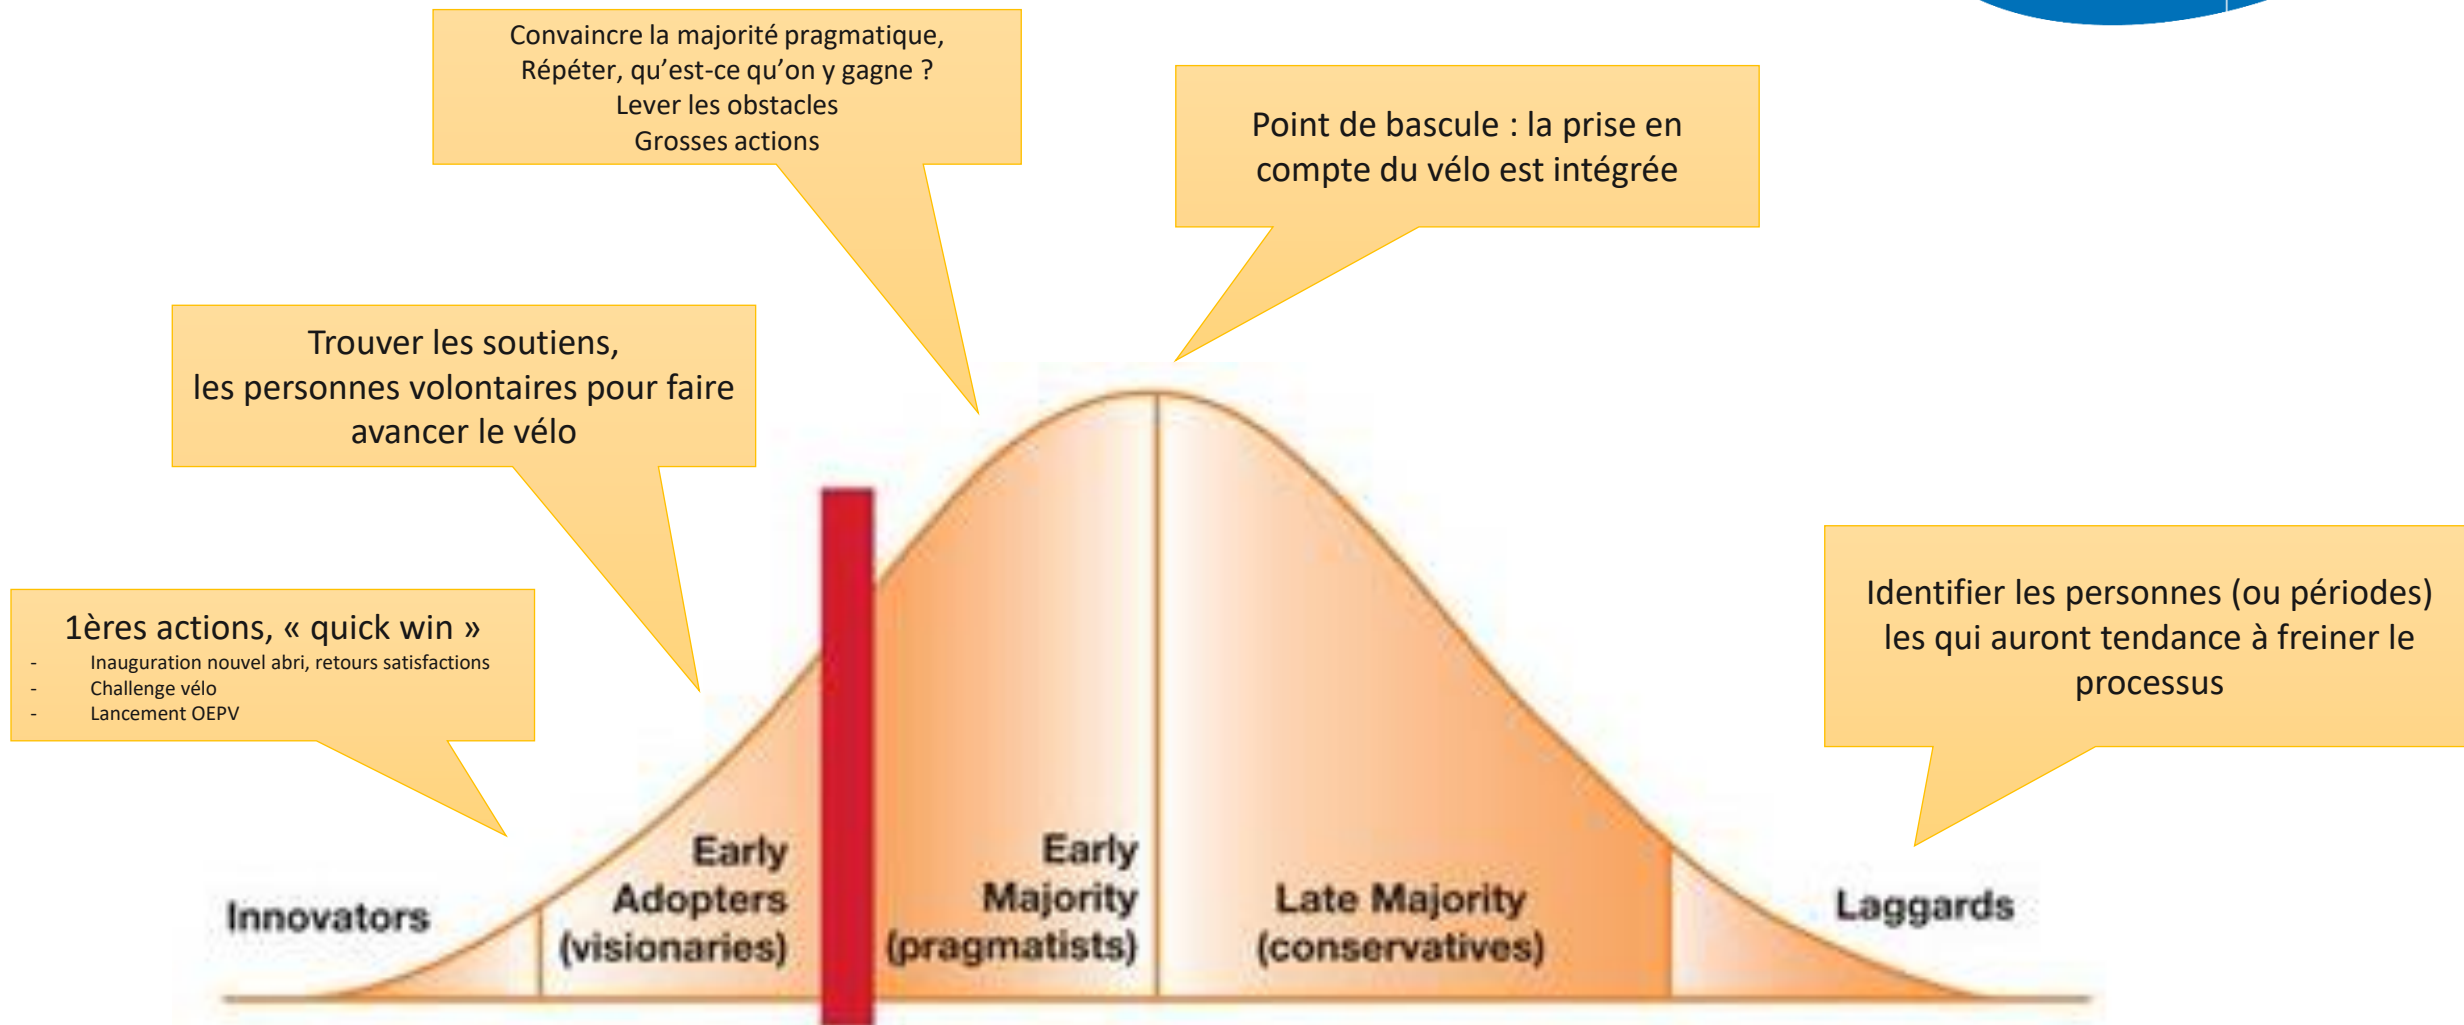 Convaincre la majorité pragmatique,
Répéter, qu’est-ce qu’on y gagne ?
Lever les obstacles
Grosses actions
Point de bascule : la prise en
compte du vélo est intégrée
Trouver les soutiens,
les personnes volontaires pour faire
avancer le vélo
1ères actions, « quick win »
- Inauguration nouvel abri, retours satisfactions
- Challenge vélo
- Lancement OEPV
Identifier les personnes (ou périodes)
les qui auront tendance à freiner le
processus
Innovators
Early
Adopters
(visionaries)
Early
Majority
(pragmatists)
Late Majority
(conservatives)
Laggards